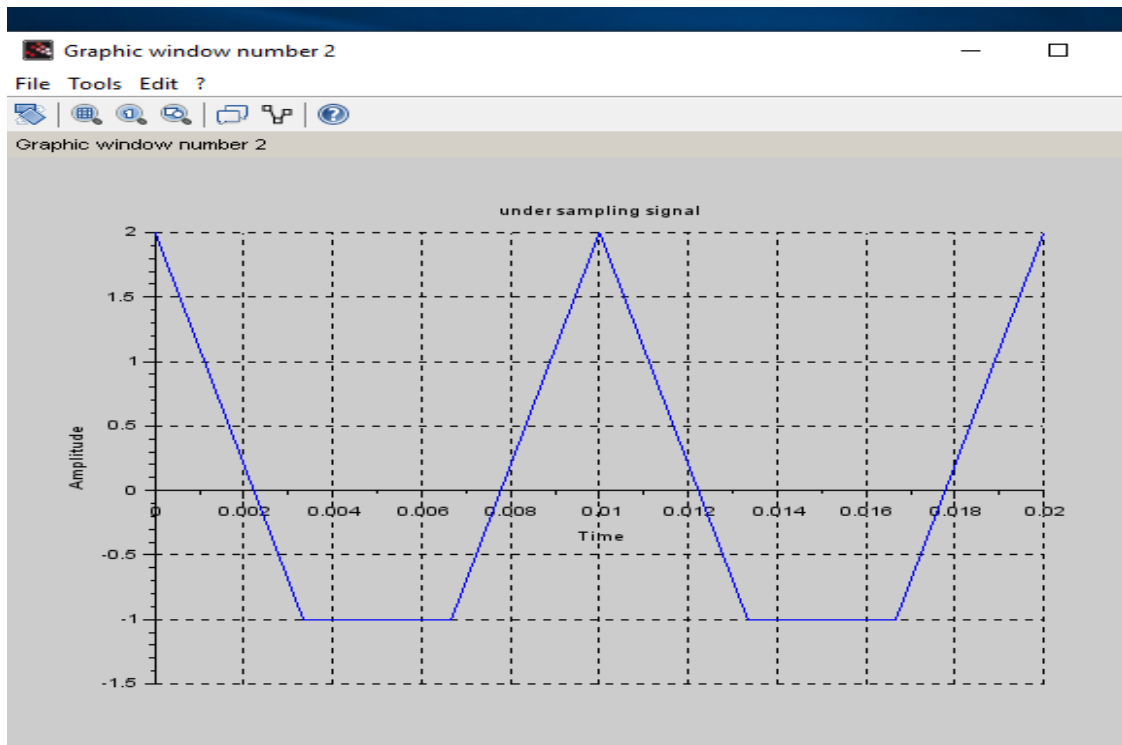 Graphic window number 2
File Tools Edit ?
Graphic window number 2
under sampling signal
2
1.5
1
0.5
0
-0.5
-1
-1.5
Amplitude
0 0.002 0.004 0.006 0.008 0.01 0.012 0.014 0.016 0.018 0.02
Time